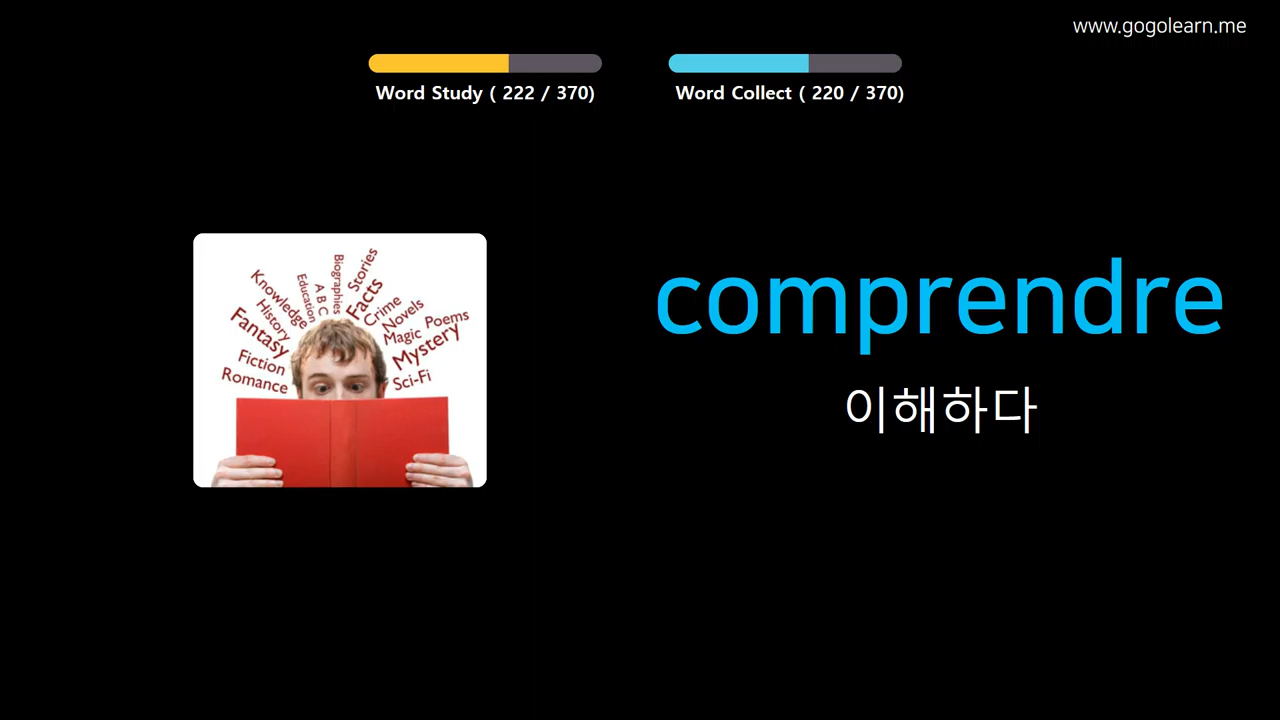 www.gogolearn.me
Word Study ( 222 / 370)
Word Collect ( 220 / 370)
comprendre
이해하다
Knowledge
History
Fantasy
Fiction
Romance
Education
A B C
Biographies
Stories
Facts
Crime
Novels
Magic
Poems
Mystery
Sci-Fi